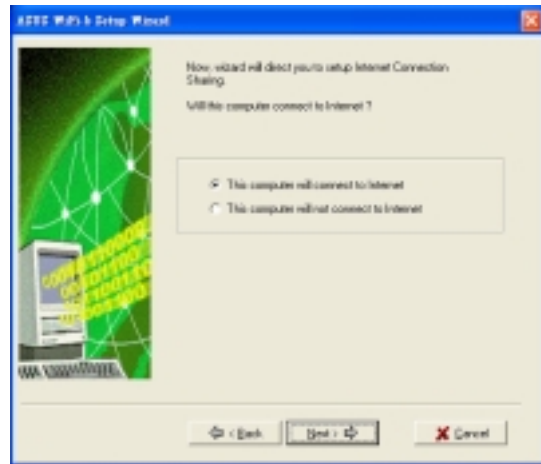 ASUS WiFi-b Setup Wizard
Now, wizard will direct you to setup Internet Connection
Sharing.
Will this computer connect to Internet ?
This computer will connect to Internet
This computer will not connect to Internet
< Back
Next >
Cancel